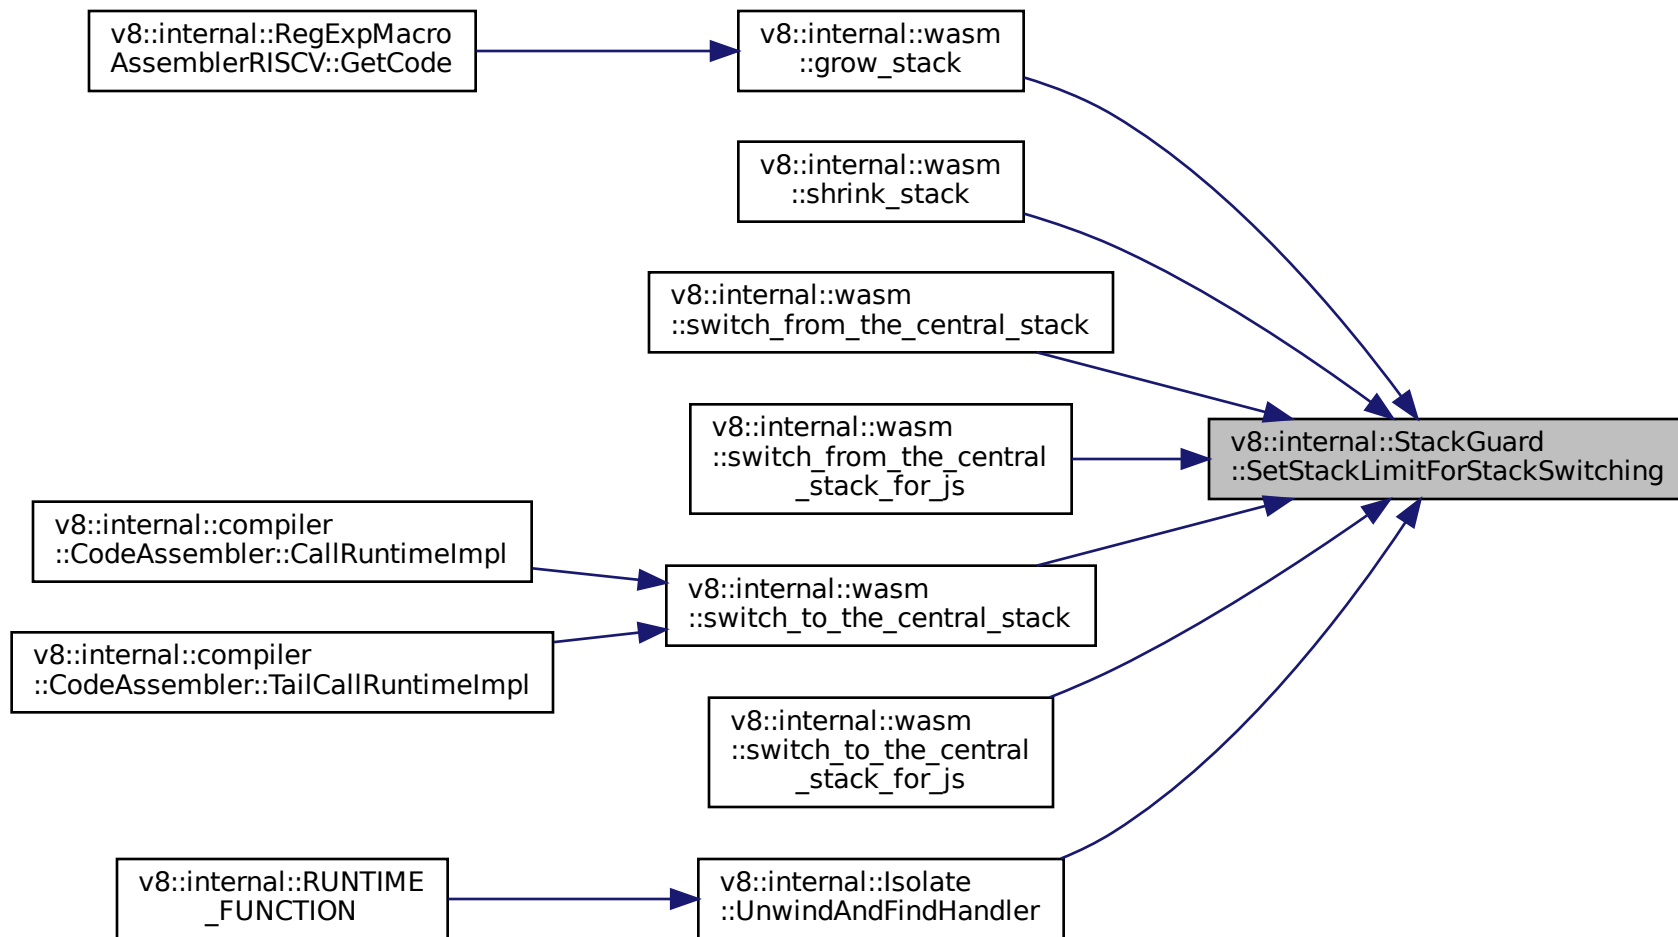 v8::internal::RegExpMacro
AssemblerRISCV::GetCode
v8::internal::wasm
::grow_stack
v8::internal::wasm
::shrink_stack
v8::internal::wasm
::switch_from_the_central_stack
v8::internal::wasm
::switch_from_the_central
_stack_for_js
v8::internal::StackGuard
::SetStackLimitForStackSwitching
v8::internal::compiler
::CodeAssembler::CallRuntimeImpl
v8::internal::wasm
::switch_to_the_central_stack
v8::internal::compiler
::CodeAssembler::TailCallRuntimeImpl
v8::internal::wasm
::switch_to_the_central
_stack_for_js
v8::internal::RUNTIME
_FUNCTION
v8::internal::Isolate
::UnwindAndFindHandler